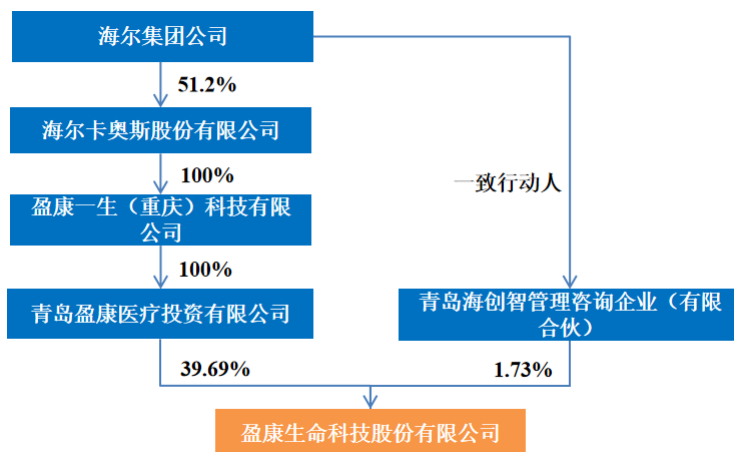 海尔集团公司
51.2%
海尔卡奥斯股份有限公司
100%
一致行动人
盈康一生（重庆）科技有限
公司
100%
青岛盈康医疗投资有限公司
青岛海创智管理咨询企业（有限
合伙）
39.69%
1.73%
盈康生命科技股份有限公司